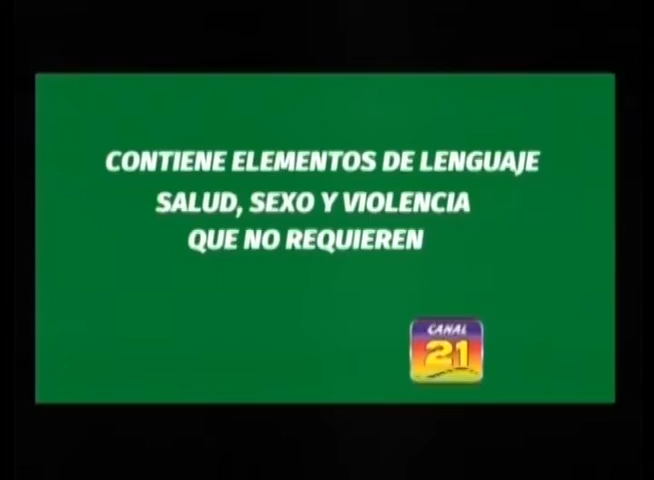 CONTIENE ELEMENTOS DE LENGUAJE
SALUD, SEXO Y VIOLENCIA
QUE NO REQUIEREN
CANAL
21